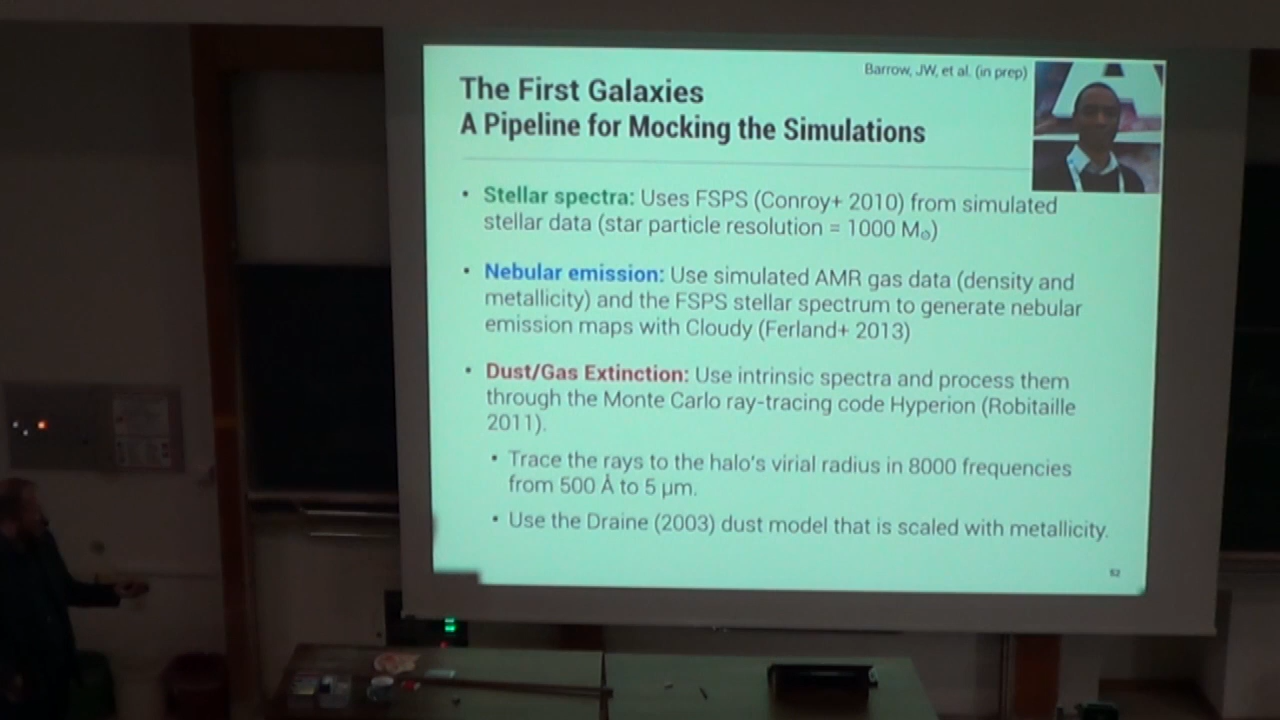 Barrow, JW, et al. (in prep)
The First Galaxies
A Pipeline for Mocking the Simulations
• Stellar spectra: Uses FSPS (Conroy+ 2010) from simulated
stellar data (star particle resolution = 1000 M⊙)
• Nebular emission: Use simulated AMR gas data (density and
metallicity) and the FSPS stellar spectrum to generate nebular
emission maps with Cloudy (Ferland+ 2013)
• Dust/Gas Extinction: Use intrinsic spectra and process them
through the Monte Carlo ray-tracing code Hyperion (Robitaille
2011).
• Trace the rays to the halo's virial radius in 8000 frequencies
from 500 Å to 5 μm.
• Use the Draine (2003) dust model that is scaled with metallicity.
52